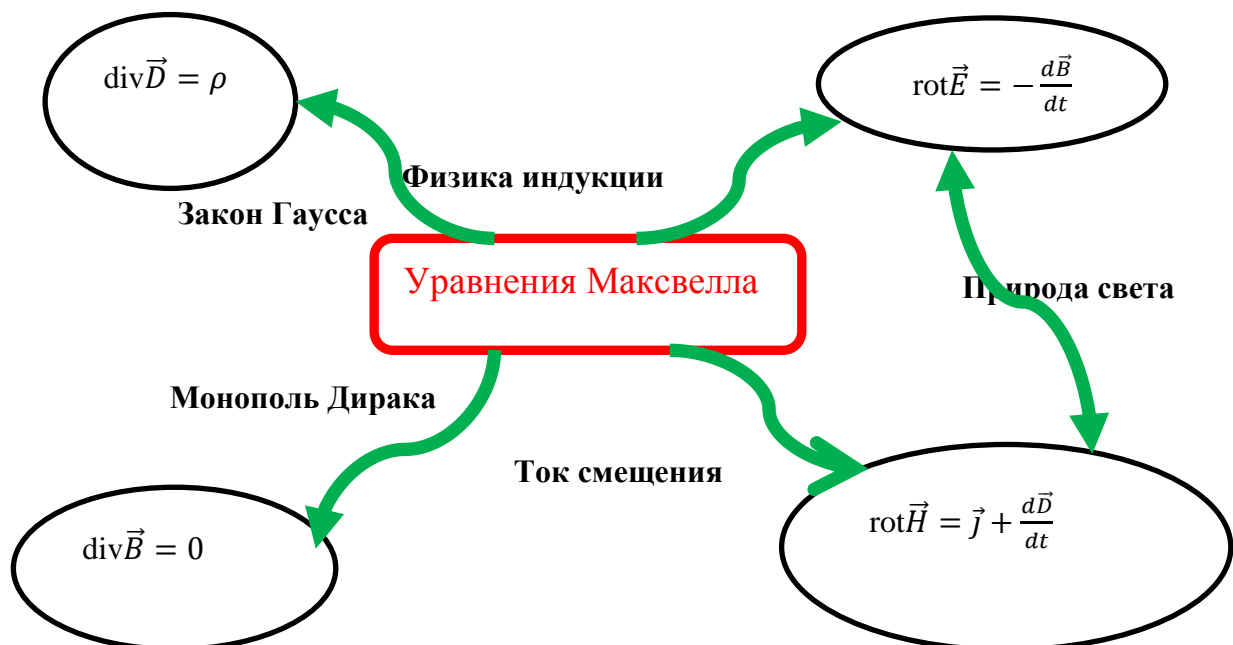 div𝐷⃗ = 𝜌
rot𝐸⃗ = −d𝐵⃗/dt
Физика индукции
Закон Гаусса
Уравнения Максвелла
Природа света
Монополь Дирака
Ток смещения
div𝐵⃗ = 0
rot𝐻⃗ = 𝑗⃗ + d𝐷⃗/dt